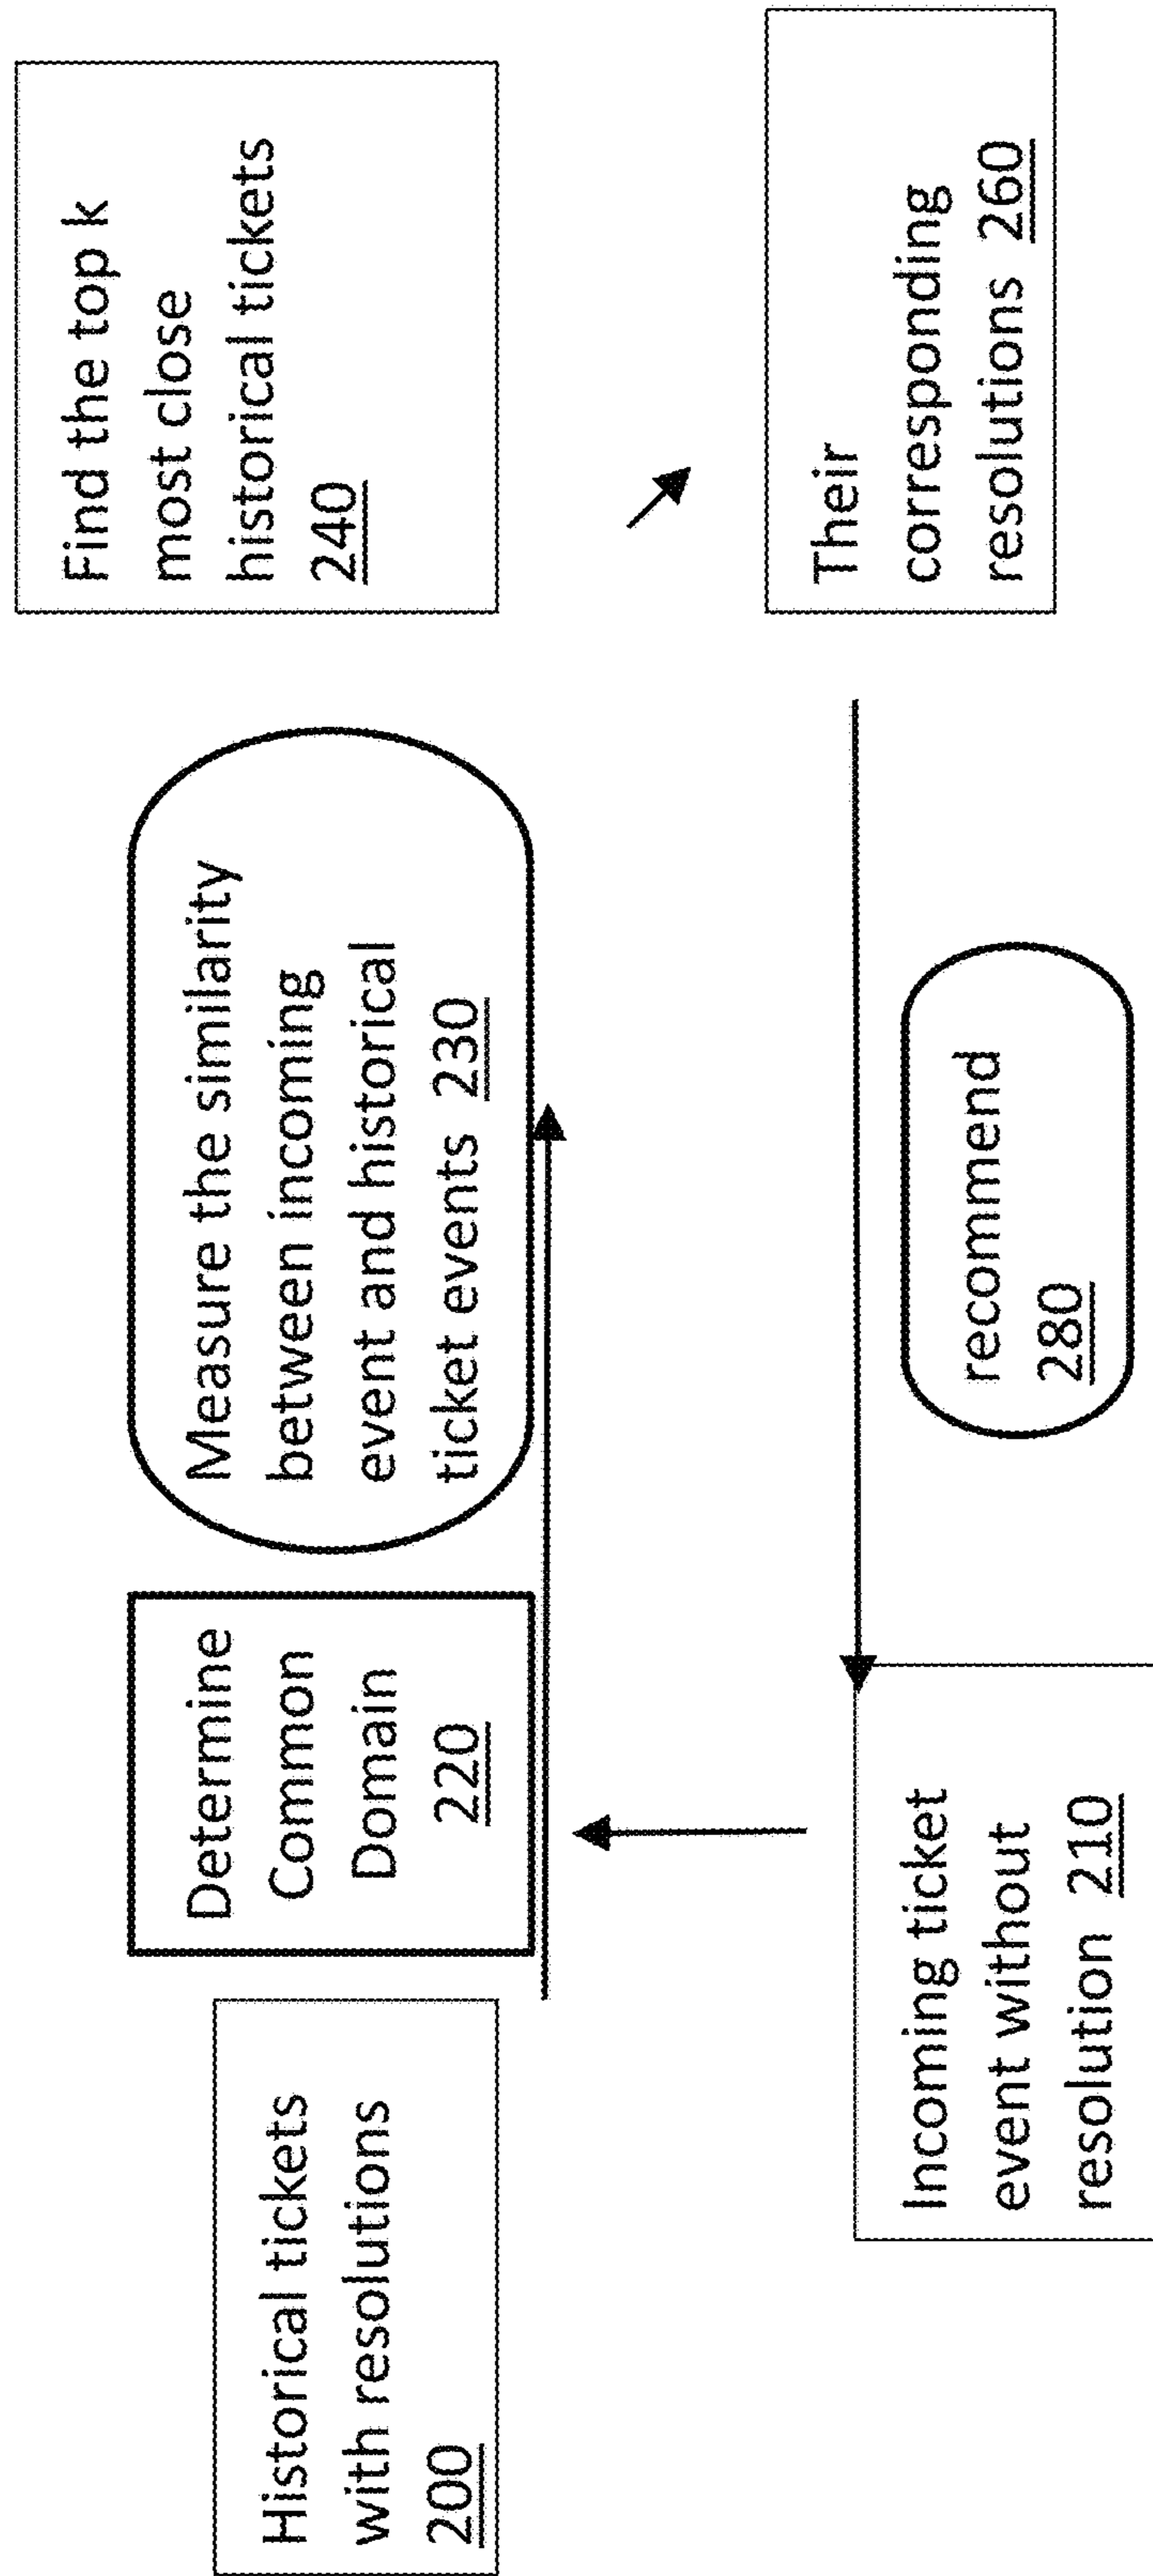 Historical tickets
with resolutions
200
Determine
Common
Domain
220
Measure the similarity
between incoming
event and historical
ticket events 230
Find the top k
most close
historical tickets
240
Incoming ticket
event without
resolution 210
recommend
280
Their
corresponding
resolutions 260